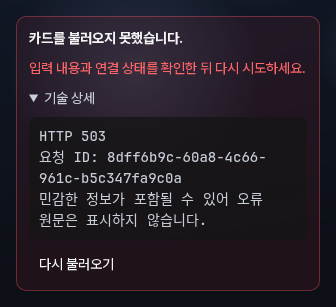 카드를 불러오지 못했습니다.
입력 내용과 연결 상태를 확인한 뒤 다시 시도하세요.
▼ 기술 상세
HTTP 503
요청 ID: 8dff6b9c-60a8-4c66-
961c-b5c347fa9c0a
민감한 정보가 포함될 수 있어 오류
원문은 표시하지 않습니다.
다시 불러오기